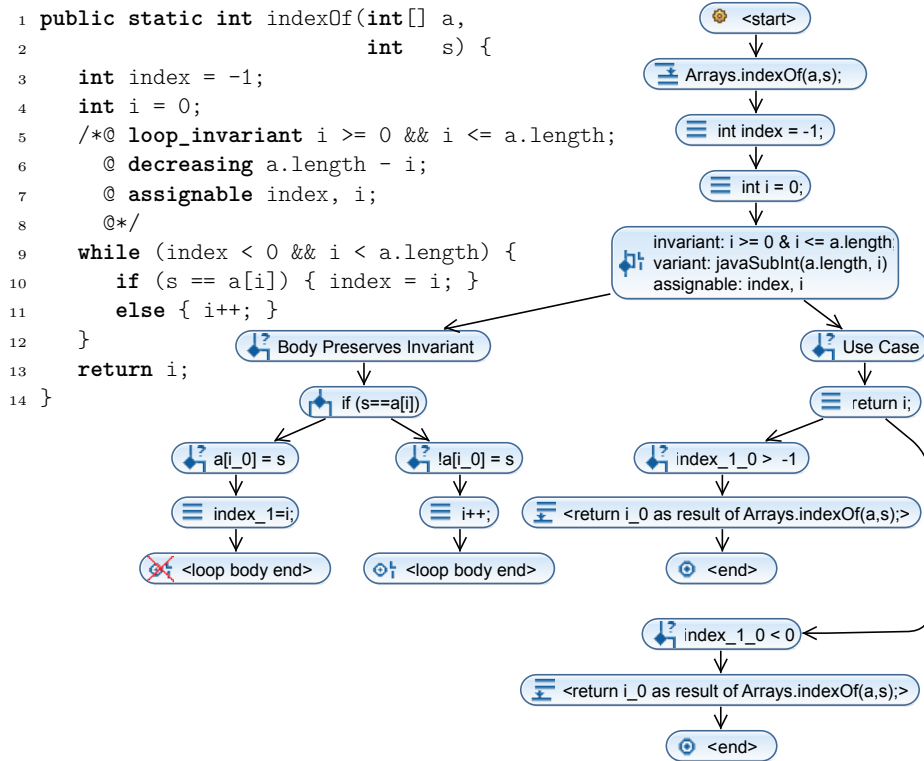 1 public static int indexOf(int[] a,
2 int s) {
3 int index = -1;
4 int i = 0;
5 /*@ loop_invariant i >= 0 && i <= a.length;
6 @ decreasing a.length - i;
7 @ assignable index, i;
8 @*/
9 while (index < 0 && i < a.length) {
10 if (s == a[i]) { index = i; }
11 else { i++; }
12 }
13 return i;
14 }
<start>
Arrays.indexOf(a,s);
int index = -1;
int i = 0;
invariant: i >= 0 & i <= a.length;
variant: javaSubInt(a.length, i)
assignable: index, i
Body Preserves Invariant
Use Case
if (s==a[i])
return i;
a[i_0] = s
!a[i_0] = s
index_1_0 > -1
index_1=i;
i++;
<return i_0 as result of Arrays.indexOf(a,s);>
<loop body end>
<loop body end>
<end>
index_1_0 < 0
<return i_0 as result of Arrays.indexOf(a,s);>
<end>